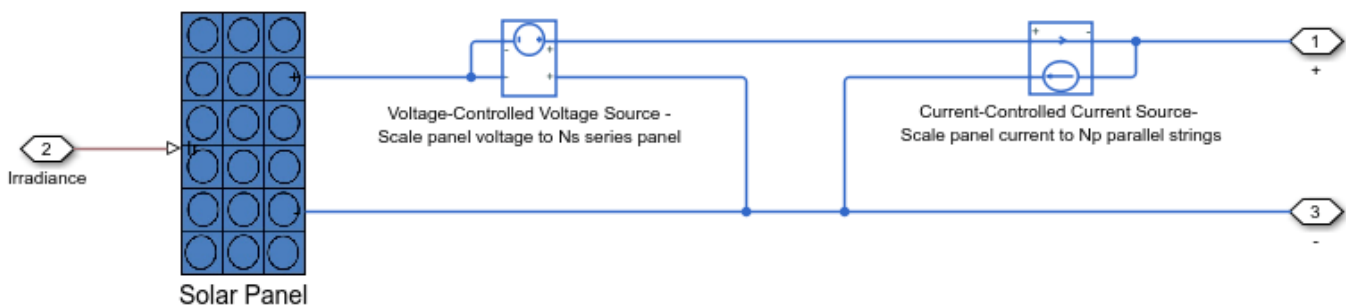 1
+
+
-
+
-
+
-
+
Voltage-Controlled Voltage Source -
Scale panel voltage to Ns series panel
Current-Controlled Current Source-
Scale panel current to Np parallel strings
2
Irradiance
3
-
-
Solar Panel